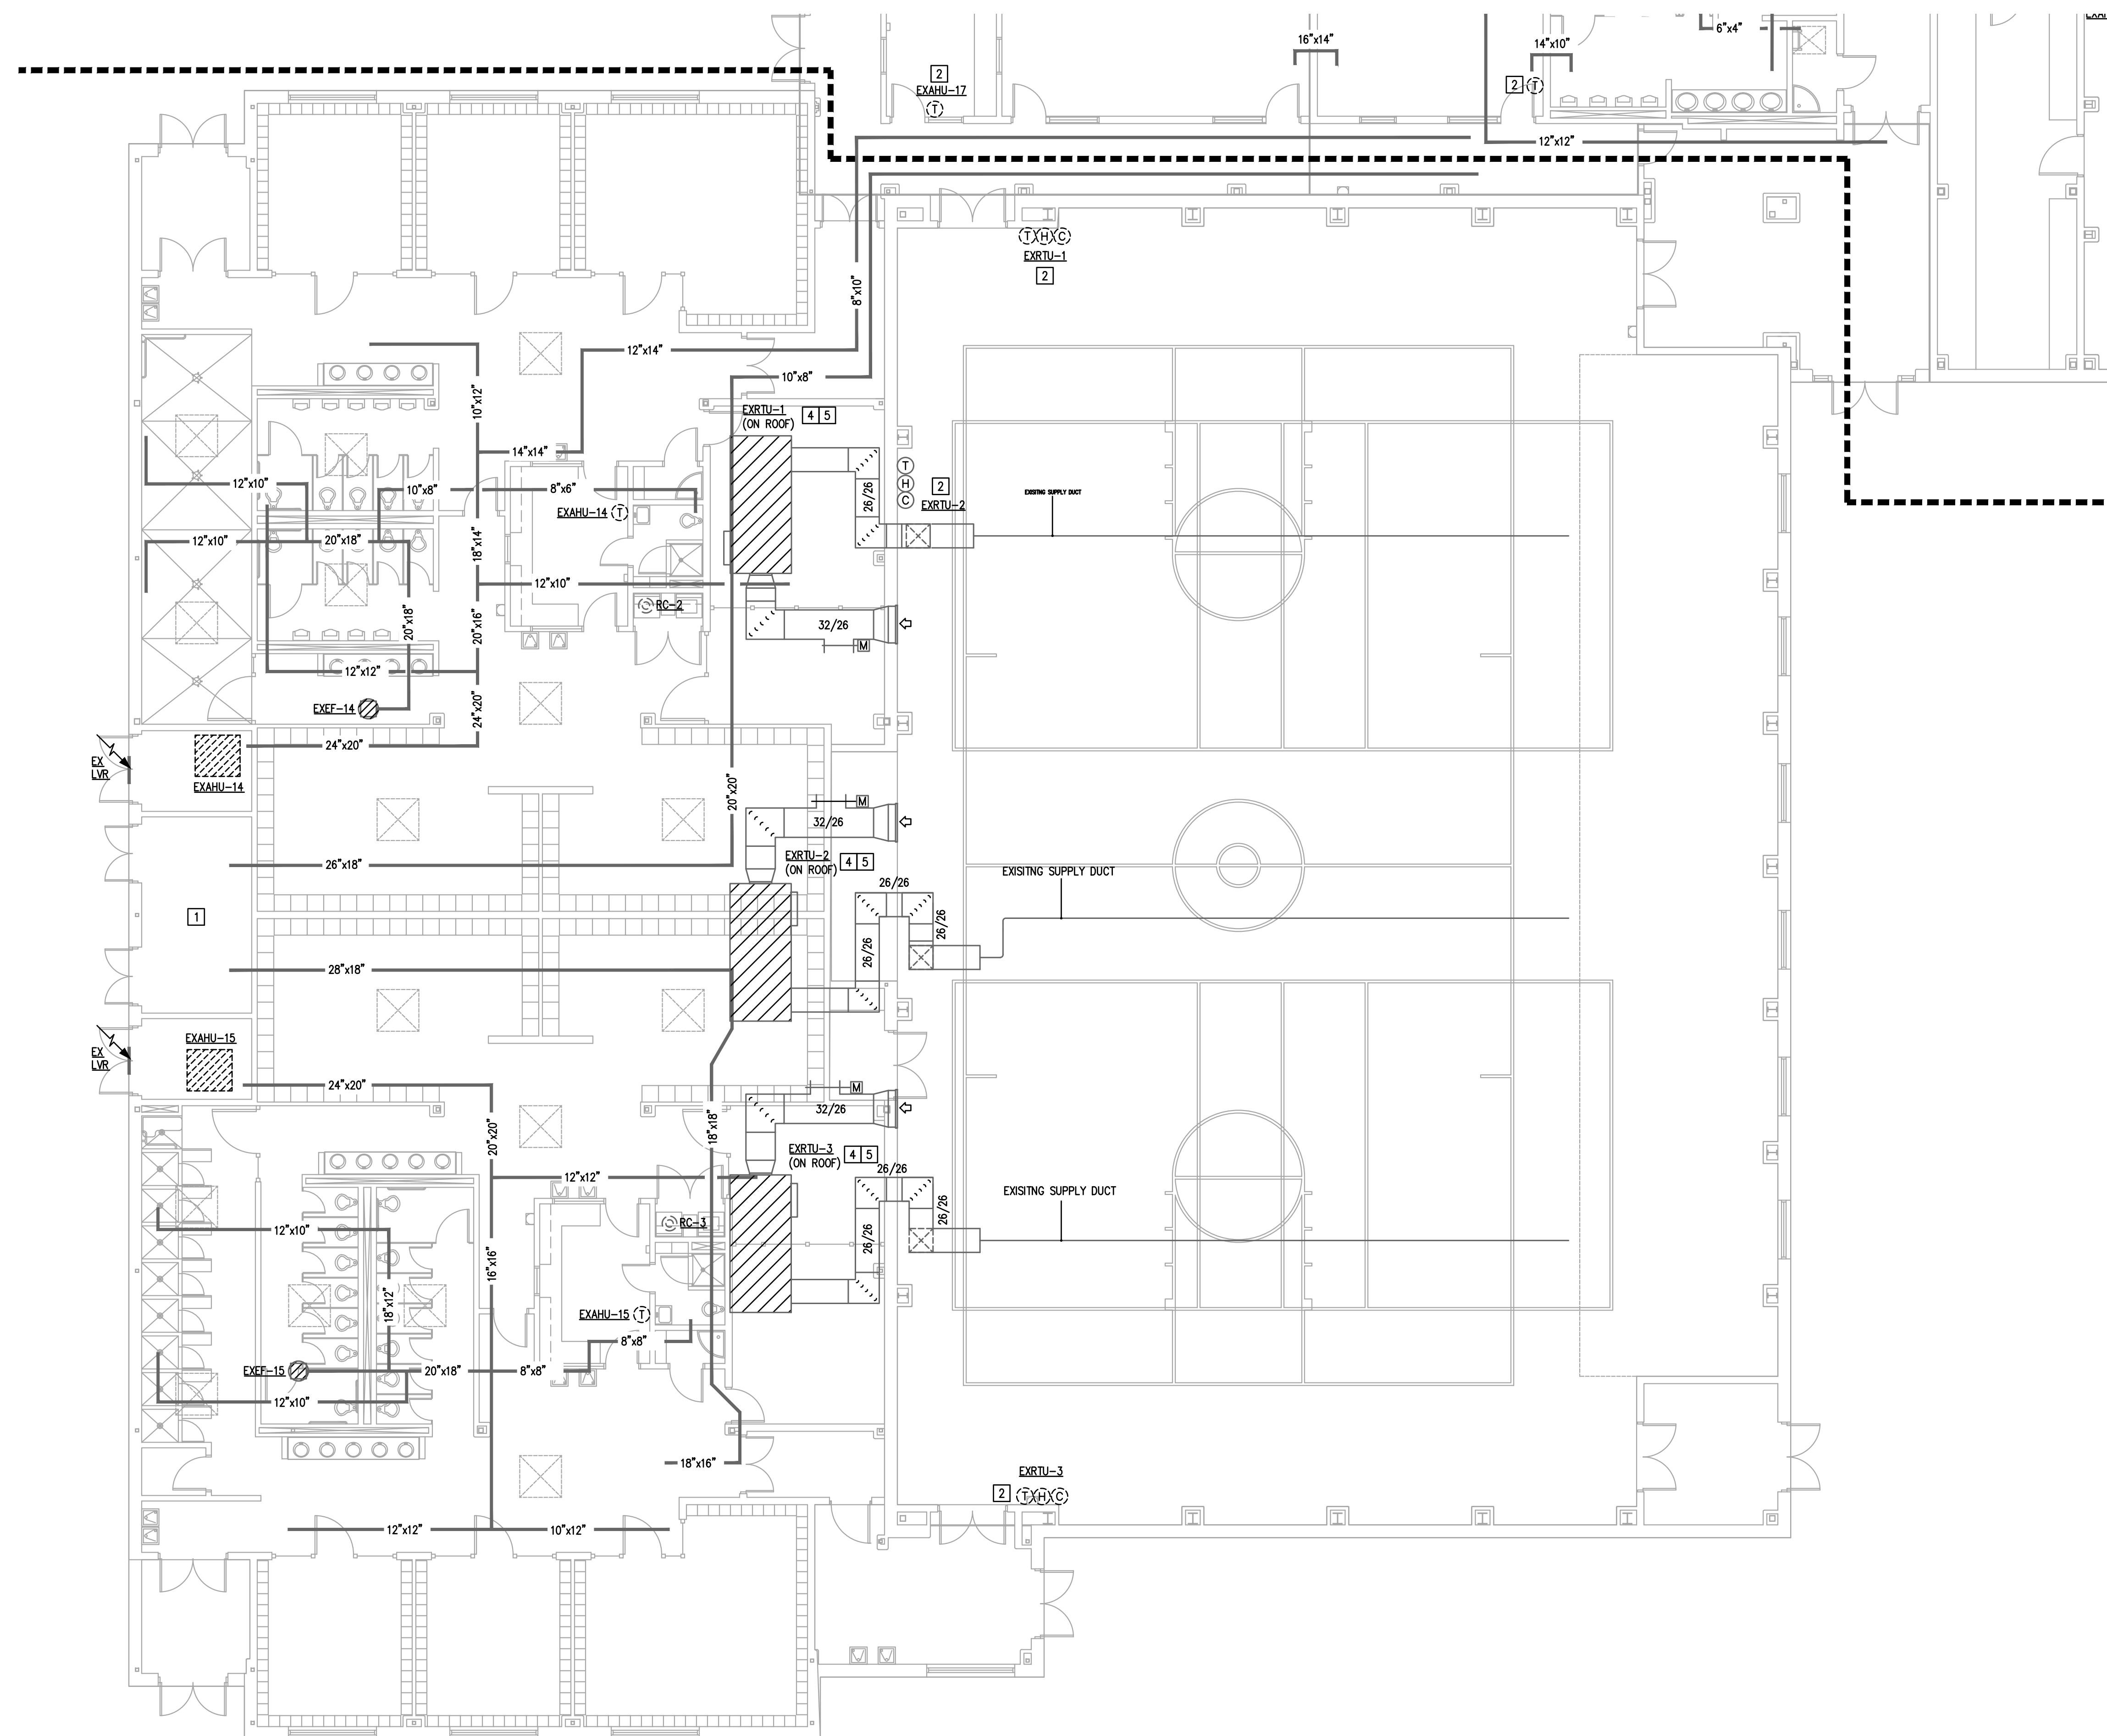 16"x14"
14"x10"
6"x4"
2
EXAHU-17
T
2 T
12"x12"
T H C
EXRTU-1
2
8"x10"
12"x14"
10"x8"
10"x12"
EXRTU-1
(ON ROOF)
4 5
14"x14"
T
H
C
2
EXRTU-2
12"x10"
10"x8"
8"x6"
26/26
EXISITNG SUPPLY DUCT
EXAHU-14 T
12"x10"
20"x18"
18"x14"
12"x10"
RC-2
20"x18"
20"x16"
32/26
M
12"x12"
EXEF-14
24"x20"
24"x20"
EX
LVR
EXAHU-14
20"x20"
M
32/26
26"x18"
EXRTU-2
(ON ROOF)
4 5
EXISITNG SUPPLY DUCT
26/26
26/26
26/26
1
28"x18"
EXAHU-15
EX
LVR
24"x20"
M
32/26
20"x20"
18"x18"
EXRTU-3
(ON ROOF)
4 5
26/26
12"x12"
EXISITNG SUPPLY DUCT
26/26
26/26
RC-3
12"x10"
16"x16"
18"x12"
EXAHU-15 T
8"x8"
EXEF-15
20"x18"
8"x8"
12"x10"
18"x16"
EXRTU-3
2 T H C
12"x12"
10"x12"